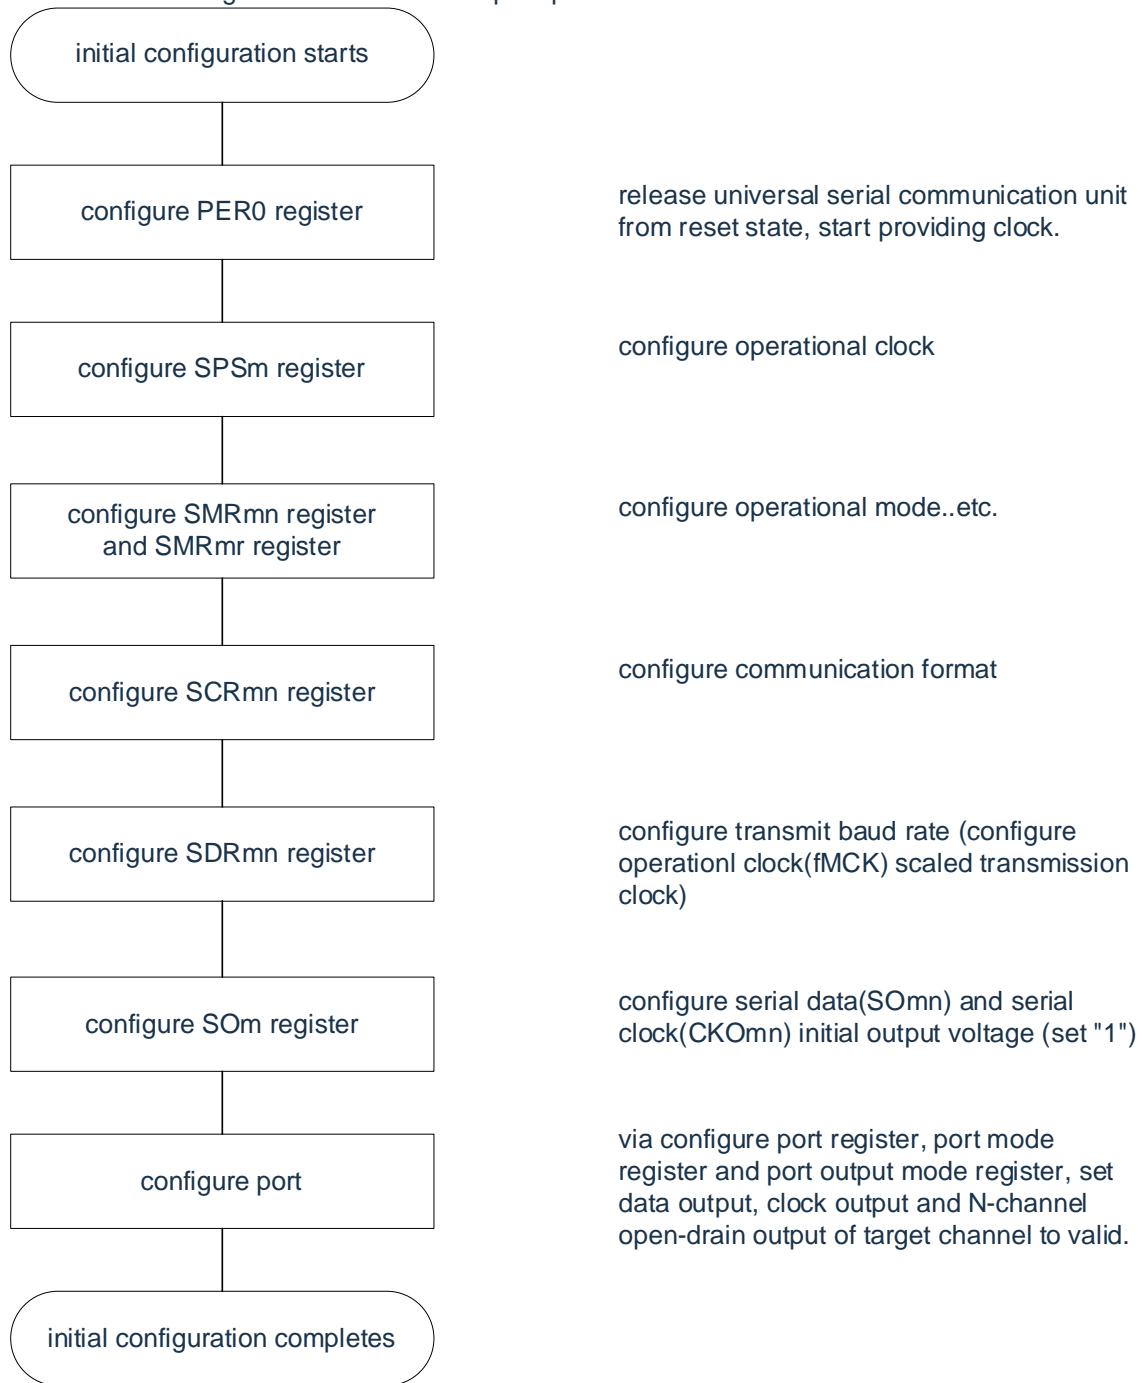 initial configuration starts
configure PER0 register
release universal serial communication unit
from reset state, start providing clock.
configure SPSm register
configure operational clock
configure SMRmn register
and SMRmr register
configure operational mode..etc.
configure SCRmn register
configure communication format
configure SDRmn register
configure transmit baud rate (configure
operationl clock(fMCK) scaled transmission
clock)
configure SOm register
configure serial data(SOmn) and serial
clock(CKOmn) initial output voltage (set "1")
configure port
via configure port register, port mode
register and port output mode register, set
data output, clock output and N-channel
open-drain output of target channel to valid.
initial configuration completes